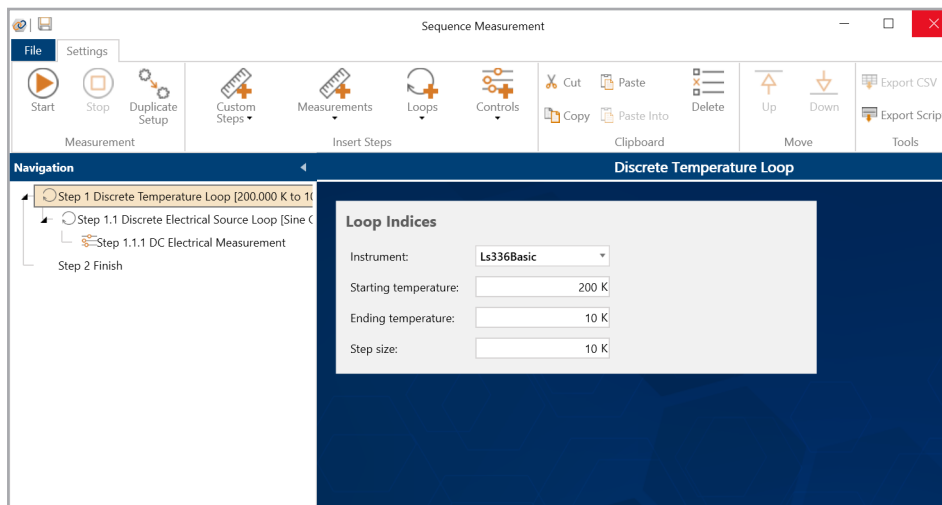 Sequence Measurement
File Settings
Start Stop Duplicate Setup
Measurement
Custom Steps Measurements Loops Controls
Insert Steps
Cut Paste
Copy Paste Into
Delete
Clipboard
Up Down
Move
Export CSV
Export Scrip
Tools
Navigation
Step 1 Discrete Temperature Loop [200.000 K to 10
Step 1.1 Discrete Electrical Source Loop [Sine
Step 1.1.1 DC Electrical Measurement
Step 2 Finish
Discrete Temperature Loop
Loop Indices
Instrument: Ls336Basic
Starting temperature: 200 K
Ending temperature: 10 K
Step size: 10 K